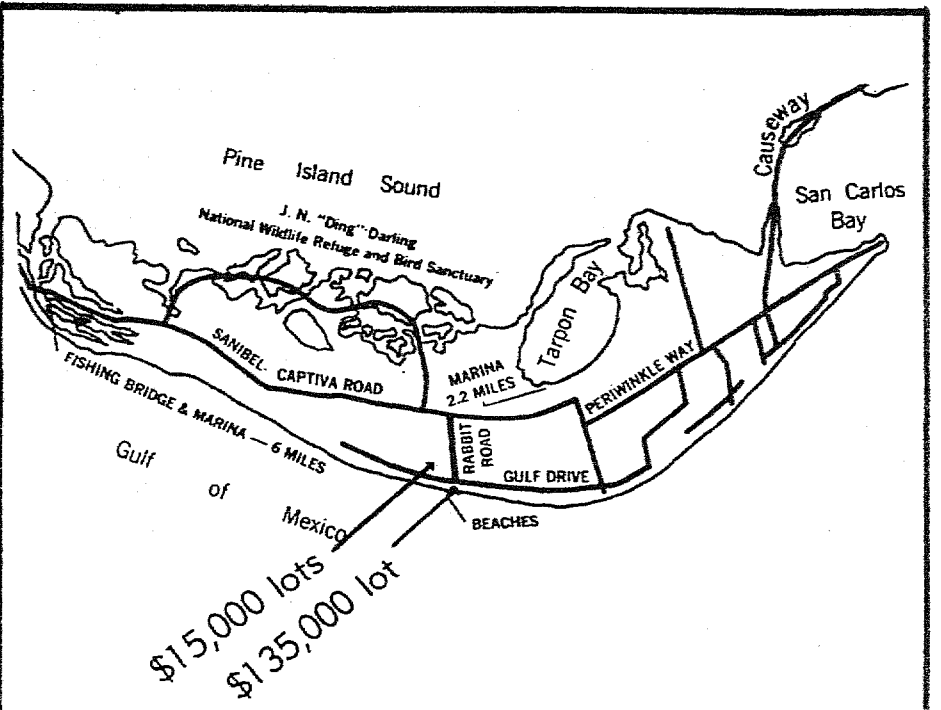 Causeway
Pine Island Sound
San Carlos
Bay
J. N. "Ding" Darling
National Wildlife Refuge and Bird Sanctuary
Tarpon Bay
SANIBEL- CAPTIVA ROAD
MARINA
2.2 MILES
PERIWINKLE WAY
FISHING BRIDGE & MARINA — 6 MILES
RABBIT
ROAD
GULF DRIVE
Gulf
of
Mexico
BEACHES
$15,000 lots
$135,000 lot